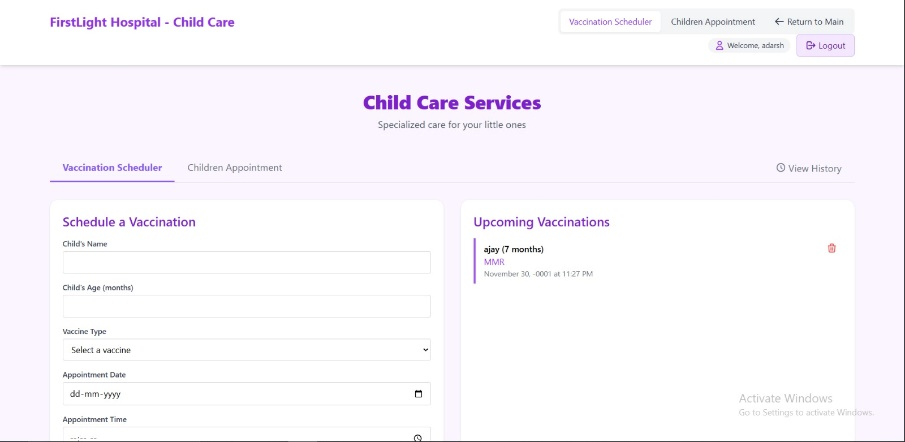 FirstLight Hospital - Child Care
Vaccination Scheduler
Children Appointment
Return to Main
Welcome, adarsh
Logout
Child Care Services
Specialized care for your little ones
Vaccination Scheduler
Children Appointment
View History
Schedule a Vaccination
Child's Name
Child's Age (months)
Vaccine Type
Select a vaccine
Appointment Date
dd-mm-yyyy
Appointment Time
Upcoming Vaccinations
ajay (7 months)
MMR
November 30, -0001 at 11:27 PM
Activate Windows
Go to Settings to activate Windows.